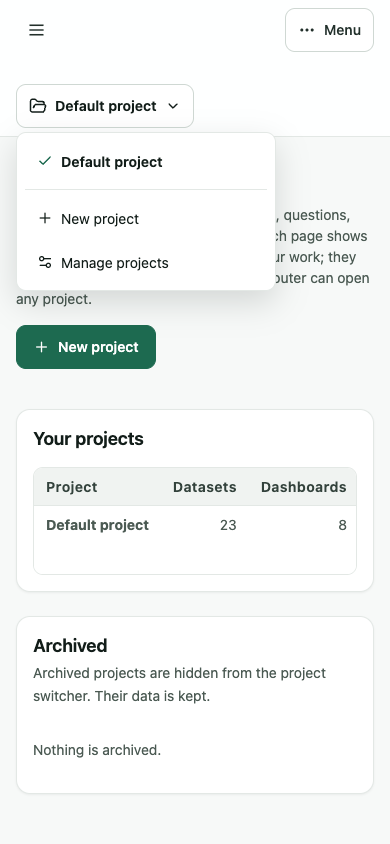 Menu
Default project
Default project
New project
Manage projects
, questions,
ch page shows
ur work; they
outer can open
any project.
New project
Your projects
Project Datasets Dashboards
Default project 23 8
Archived
Archived projects are hidden from the project
switcher. Their data is kept.
Nothing is archived.